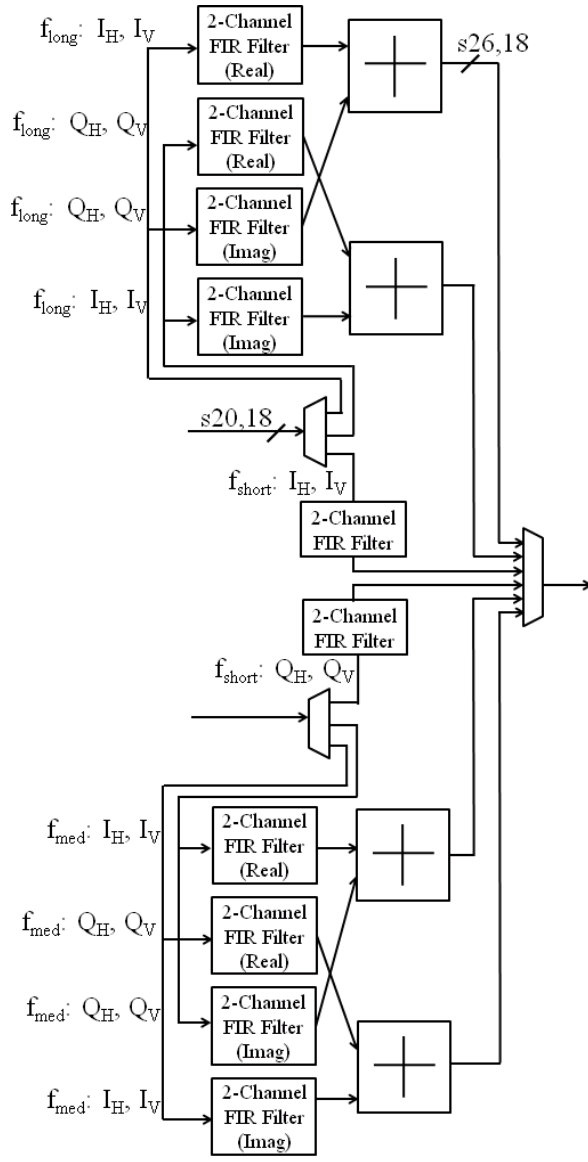 f_long: I_H, I_V
2-Channel
FIR Filter
(Real)
s26,18
f_long: Q_H, Q_V
2-Channel
FIR Filter
(Real)
f_long: Q_H, Q_V
2-Channel
FIR Filter
(Imag)
f_long: I_H, I_V
2-Channel
FIR Filter
(Imag)
s20,18
f_short: I_H, I_V
2-Channel
FIR Filter
2-Channel
FIR Filter
f_short: Q_H, Q_V
f_med: I_H, I_V
2-Channel
FIR Filter
(Real)
f_med: Q_H, Q_V
2-Channel
FIR Filter
(Real)
f_med: Q_H, Q_V
2-Channel
FIR Filter
(Imag)
f_med: I_H, I_V
2-Channel
FIR Filter
(Imag)